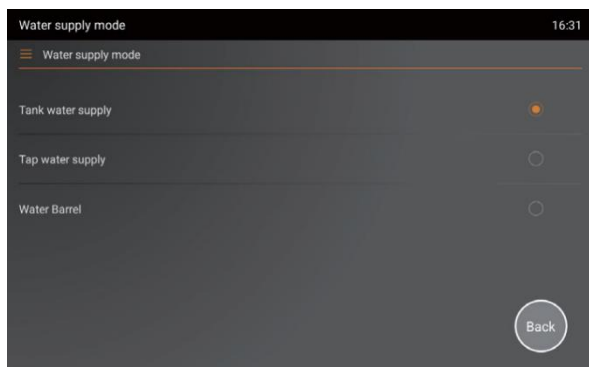 Water supply mode 16:31
Water supply mode
Tank water supply
Tap water supply
Water Barrel
Back